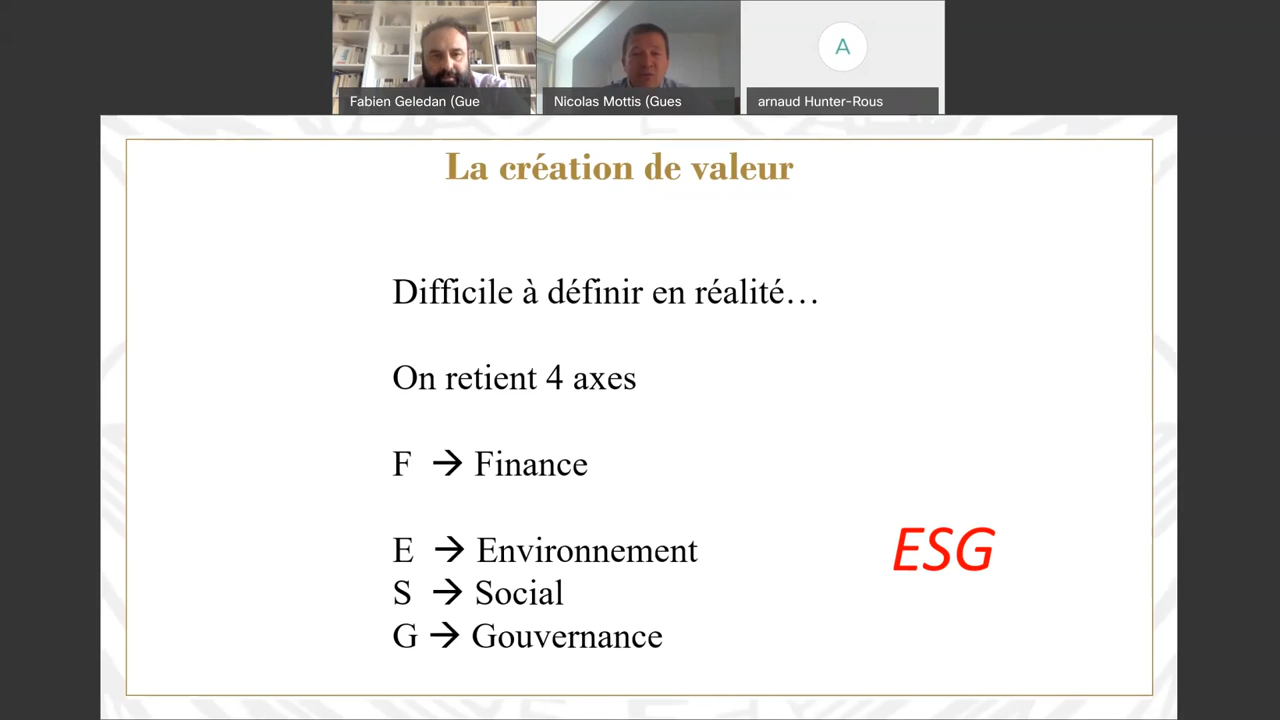 Fabien Geledan (Gue
Nicolas Mottis (Gues
A
arnaud Hunter-Rous
La création de valeur
Difficile à définir en réalité…
On retient 4 axes
F → Finance
E → Environnement
ESG
S → Social
G → Gouvernance